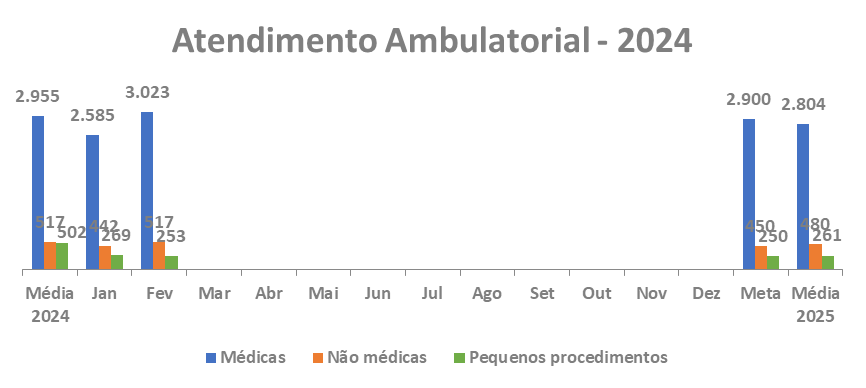 Atendimento Ambulatorial - 2024
2.955 2.585 3.023 2.900 2.804
517 442 517 450 480
502 269 253 250 261
Média 2024 Jan Fev Mar Abr Mai Jun Jul Ago Set Out Nov Dez Meta Média 2025
Médicas Não médicas Pequenos procedimentos